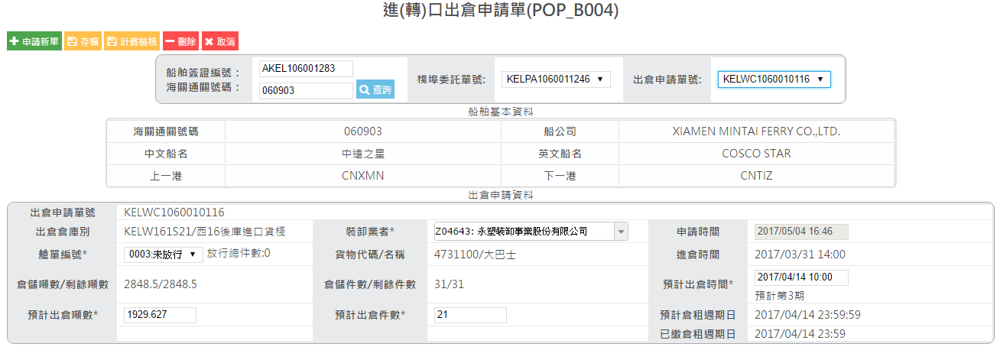 進(轉)口出倉申請單(POP_B004)
申請新單 存檔 計費檢核 刪除 取消
船舶簽證編號： AKEL106001283
海關通關號碼： 060903 查詢
棧埠委託單號: KELPA1060011246
出倉申請單號: KELWC1060010116
船舶基本資料
海關通關號碼 060903 船公司 XIAMEN MINTAI FERRY CO.,LTD.
中文船名 中遠之星 英文船名 COSCO STAR
上一港 CNXMN 下一港 CNTIZ
出倉申請資料
出倉申請單號 KELWC1060010116
出倉倉庫別 KELW161S21/西16後庫進口貨棧 裝卸業者* Z04643: 永塑裝卸事業股份有限公司 申請時間 2017/05/04 16:46
艙單編號* 0003:未放行 放行總件數:0 貨物代碼/名稱 4731100/大巴士 進倉時間 2017/03/31 14:00
倉儲噸數/剩餘噸數 2848.5/2848.5 倉儲件數/剩餘件數 31/31 預計出倉時間* 2017/04/14 10:00
預計第3期
預計出倉噸數* 1929.627 預計出倉件數* 21 預計倉租週期日 2017/04/14 23:59:59
已繳倉租週期日 2017/04/14 23:59